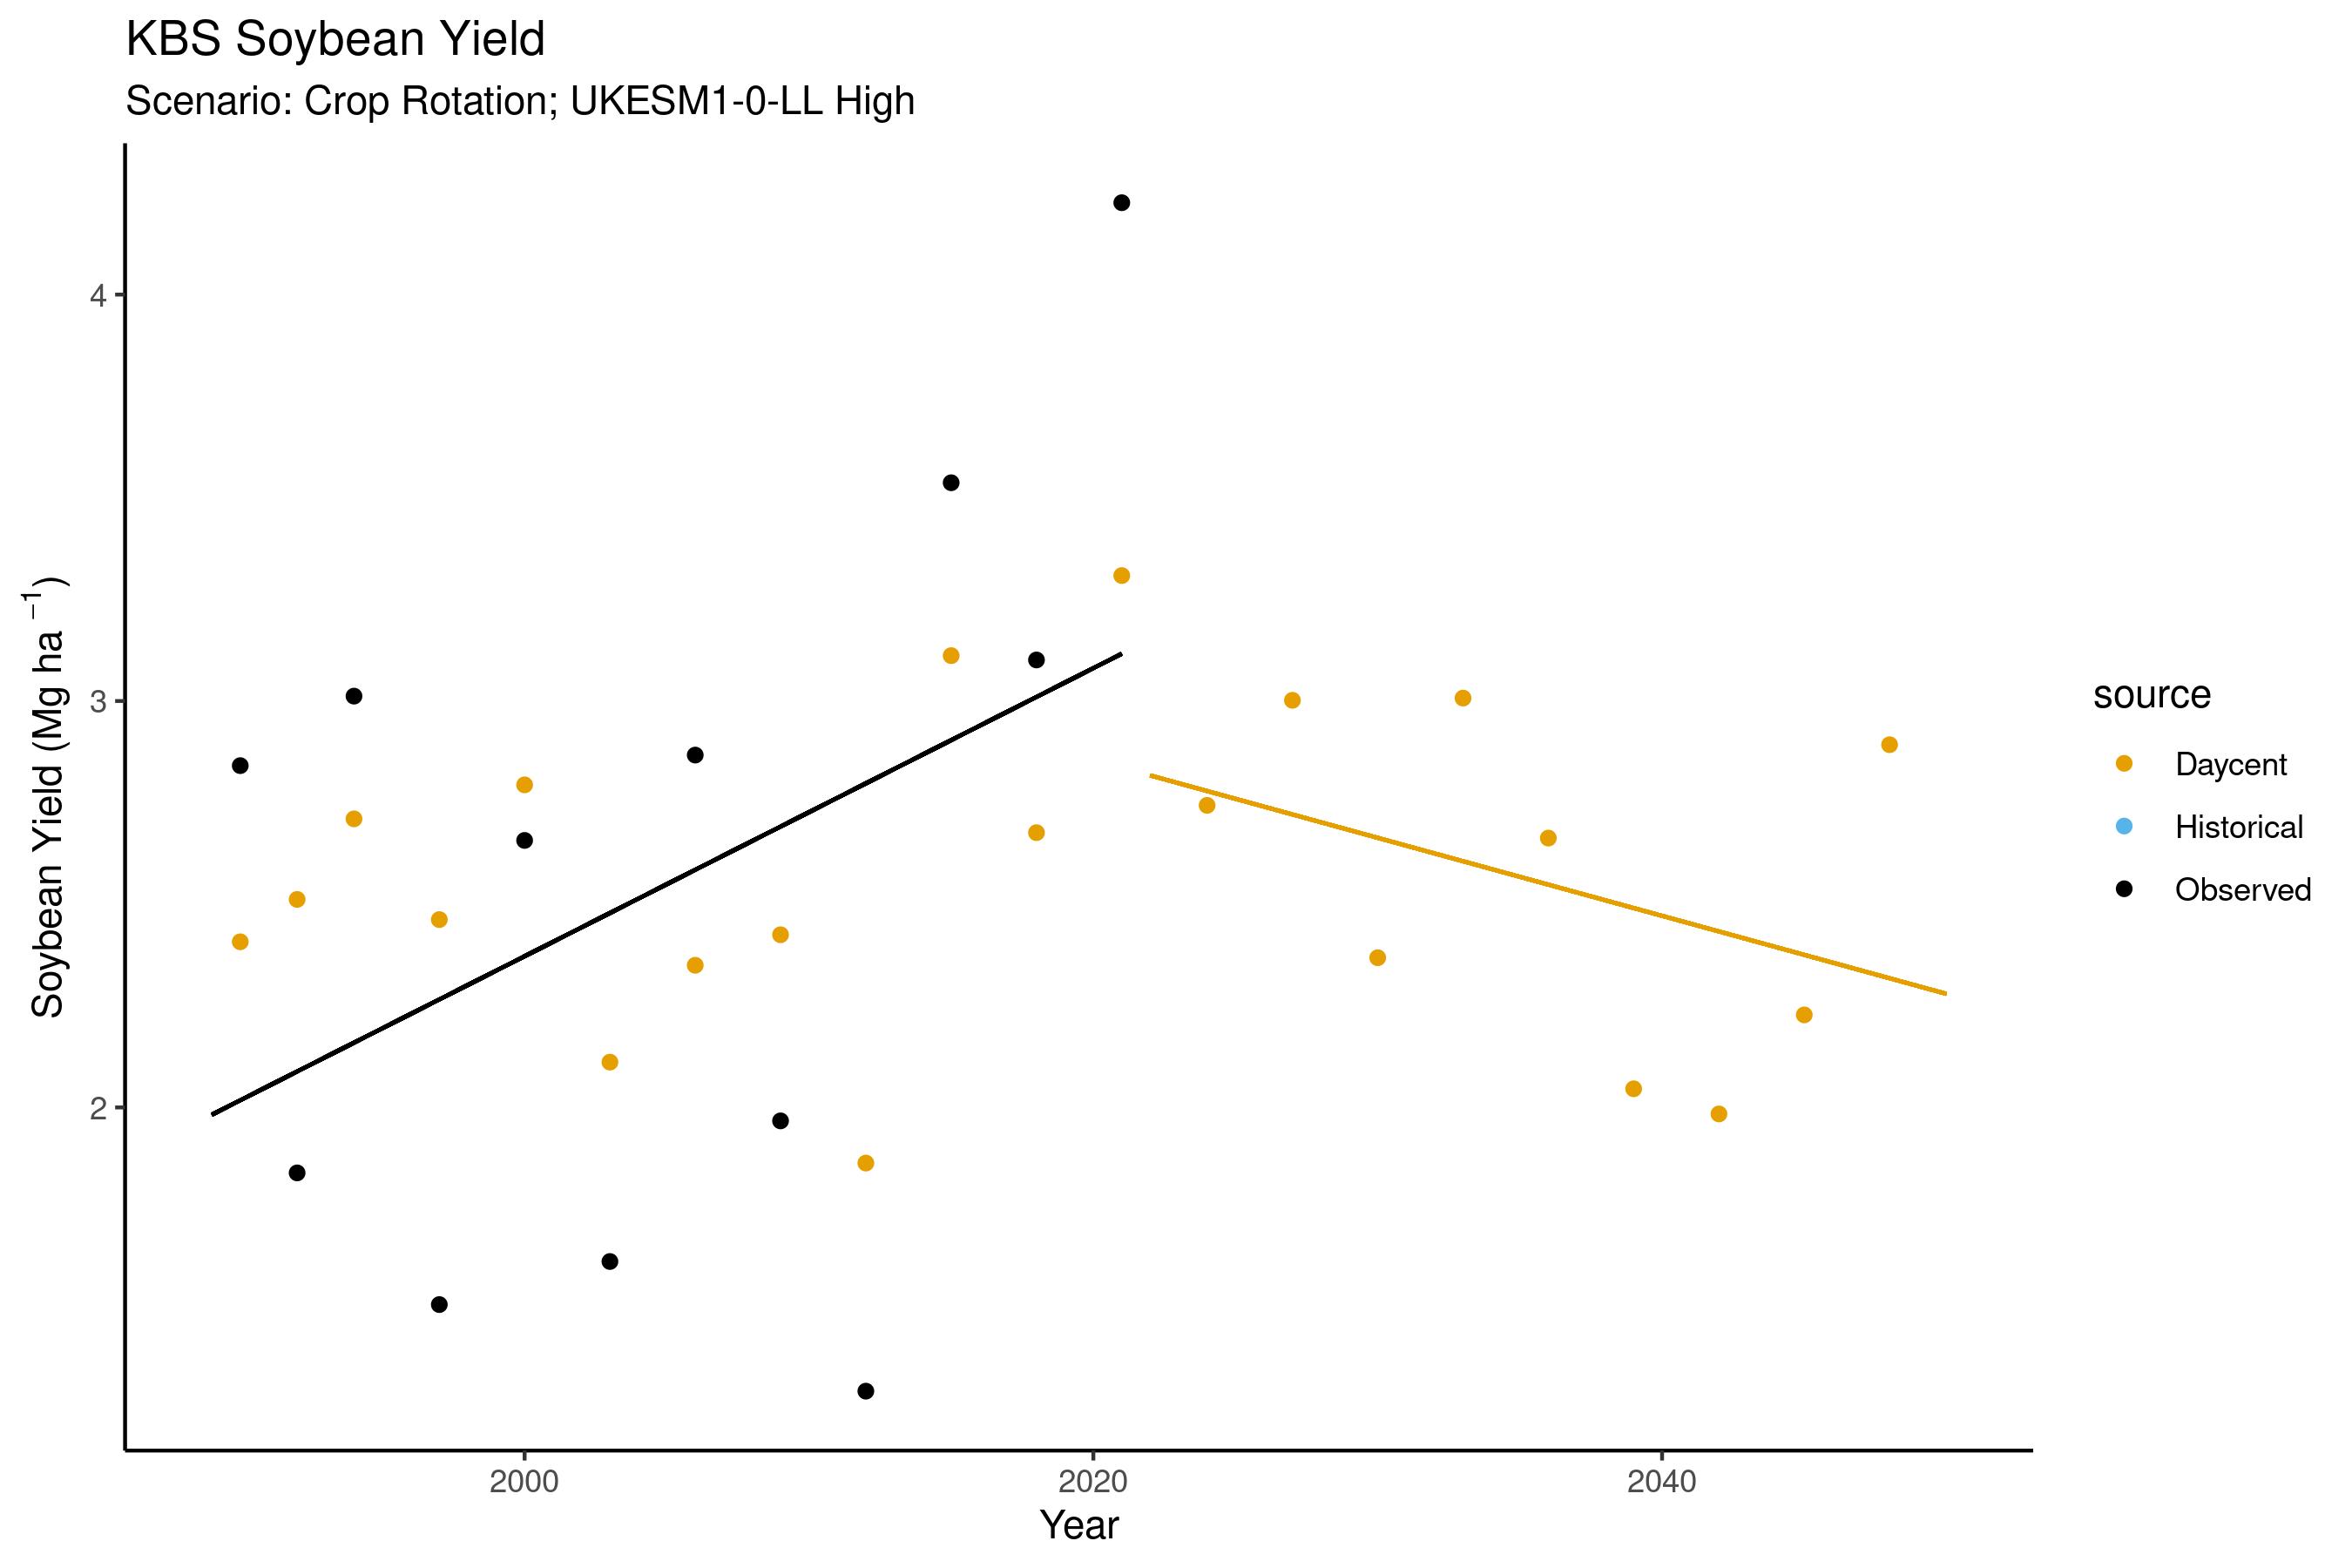 KBS Soybean Yield
Scenario: Crop Rotation; UKESM1-0-LL High
Soybean Yield (Mg ha −1)
4
3
2
2000
2020
2040
Year
source
Daycent
Historical
Observed